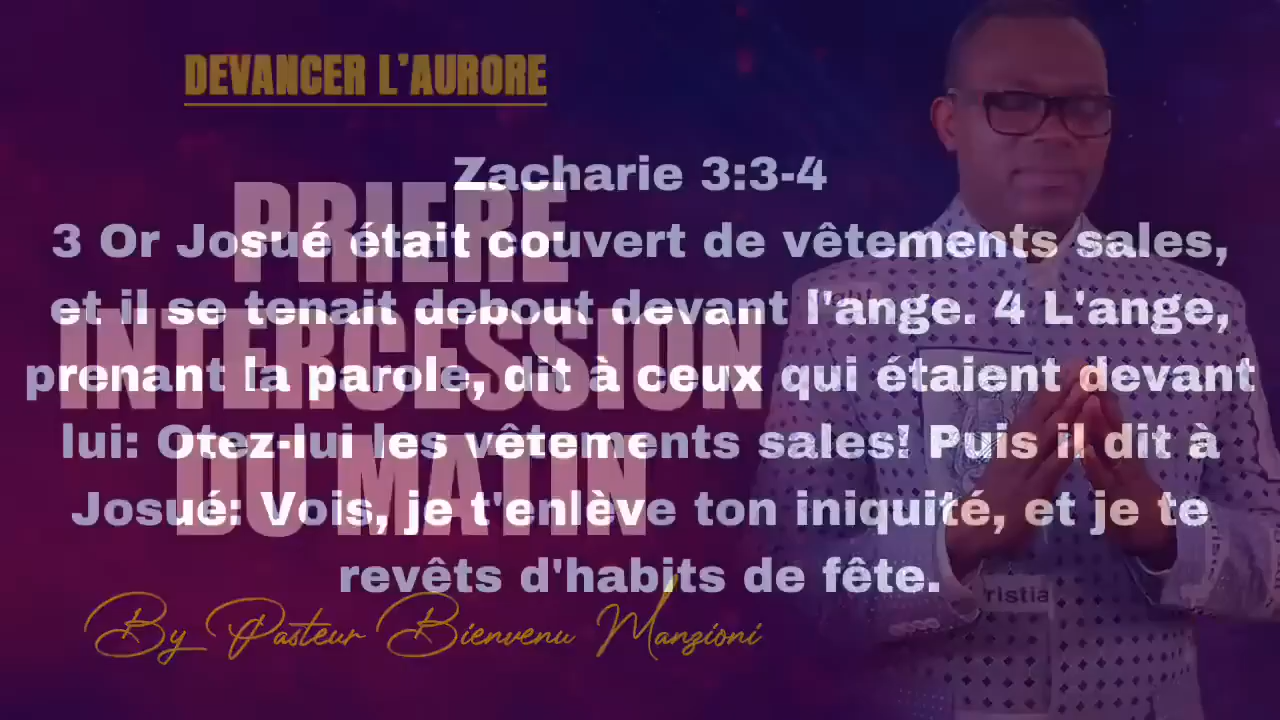 DEVANCER L'AURORE
Zacharie 3:3-4
PRIERE
3 Or Josué était couvert de vêtements sales,
et il se tenait debout devant l'ange. 4 L'ange,
INTERCESSION
prenant la parole, dit à ceux qui étaient devant
lui: Otez-lui les vêtements sales! Puis il dit à
DU MATIN
Josué: Vois, je t'enlève ton iniquité, et je te
revêts d'habits de fête.
By Pasteur Bienvenu Manzioni
ristia